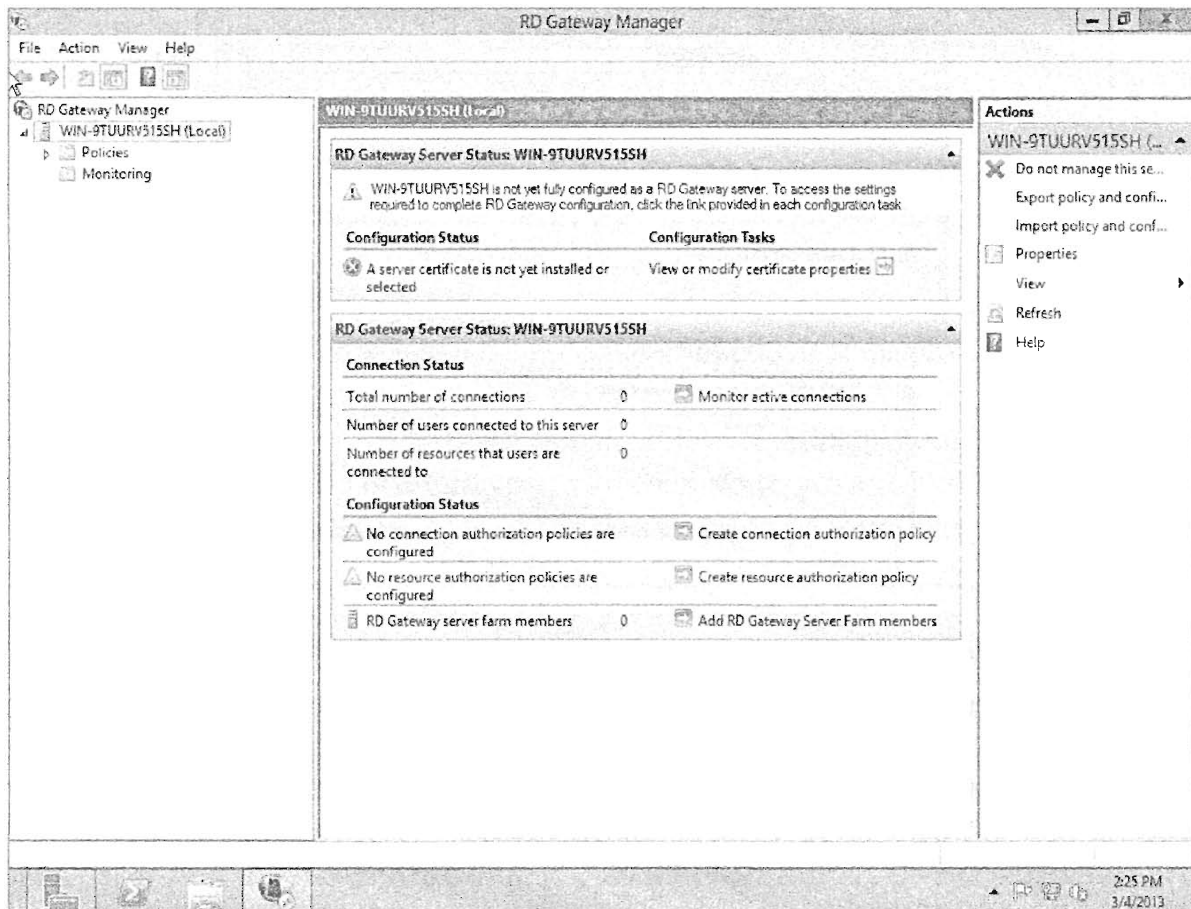 RD Gateway Manager
File Action View Help
RD Gateway Manager
WIN-9TUURV515SH (Local)
Policies
Monitoring
WIN-9TUURV515SH (Local)
RD Gateway Server Status: WIN-9TUURV515SH
WIN-9TUURV515SH is not yet fully configured as a RD Gateway server. To access the settings
required to complete RD Gateway configuration, click the link provided in each configuration task
Configuration Status Configuration Tasks
A server certificate is not yet installed or View or modify certificate properties
selected
RD Gateway Server Status: WIN-9TUURV515SH
Connection Status
Total number of connections 0 Monitor active connections
Number of users connected to this server 0
Number of resources that users are 0
connected to
Configuration Status
No connection authorization policies are Create connection authorization policy
configured
No resource authorization policies are Create resource authorization policy
configured
RD Gateway server farm members 0 Add RD Gateway Server Farm members
Actions
WIN-9TUURV515SH (...
Do not manage this se...
Export policy and confi...
Import policy and conf...
Properties
View
Refresh
Help
2:25 PM
3/4/2013